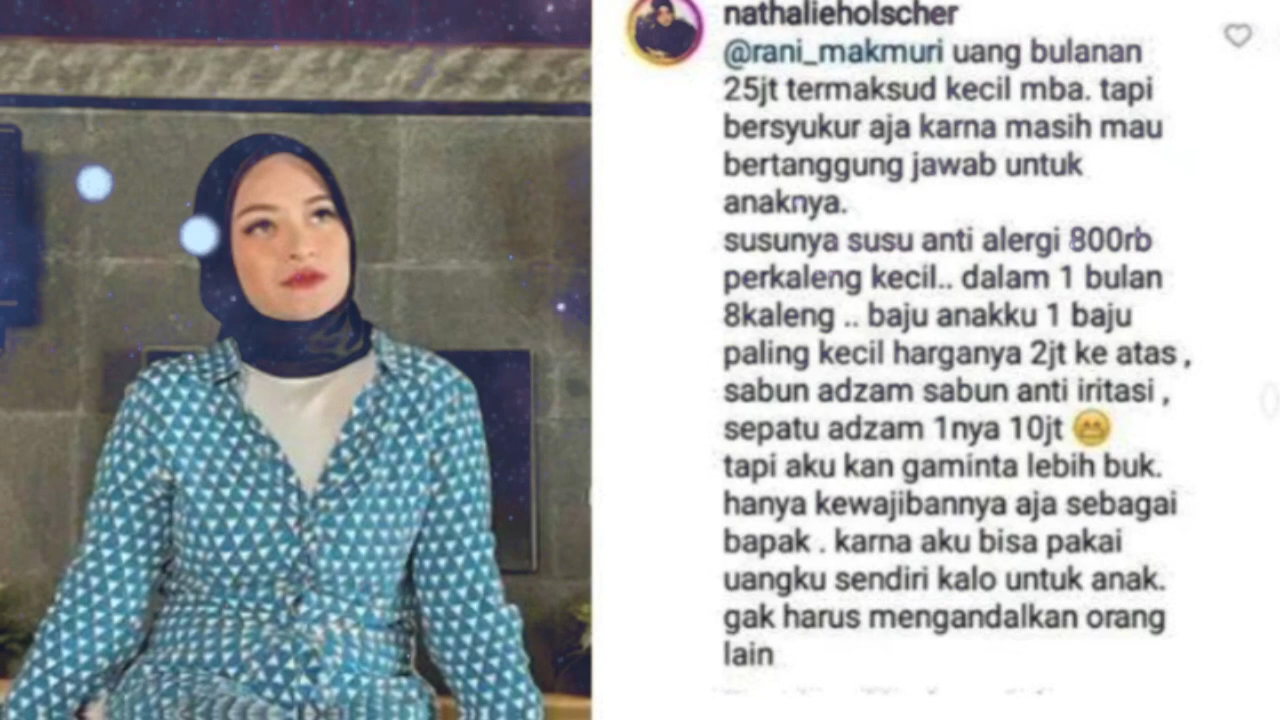 nathalieholscher
@rani_makmuri uang bulanan
25jt termaksud kecil mba. tapi
bersyukur aja karna masih mau
bertanggung jawab untuk
anaknya.
susunya susu anti alergi 800rb
perkaleng kecil.. dalam 1 bulan
8kaleng .. baju anakku 1 baju
paling kecil harganya 2jt ke atas ,
sabun adzam sabun anti iritasi ,
sepatu adzam 1nya 10jt 😁
tapi aku kan gaminta lebih buk.
hanya kewajibannya aja sebagai
bapak . karna aku bisa pakai
uangku sendiri kalo untuk anak.
gak harus mengandalkan orang
lain